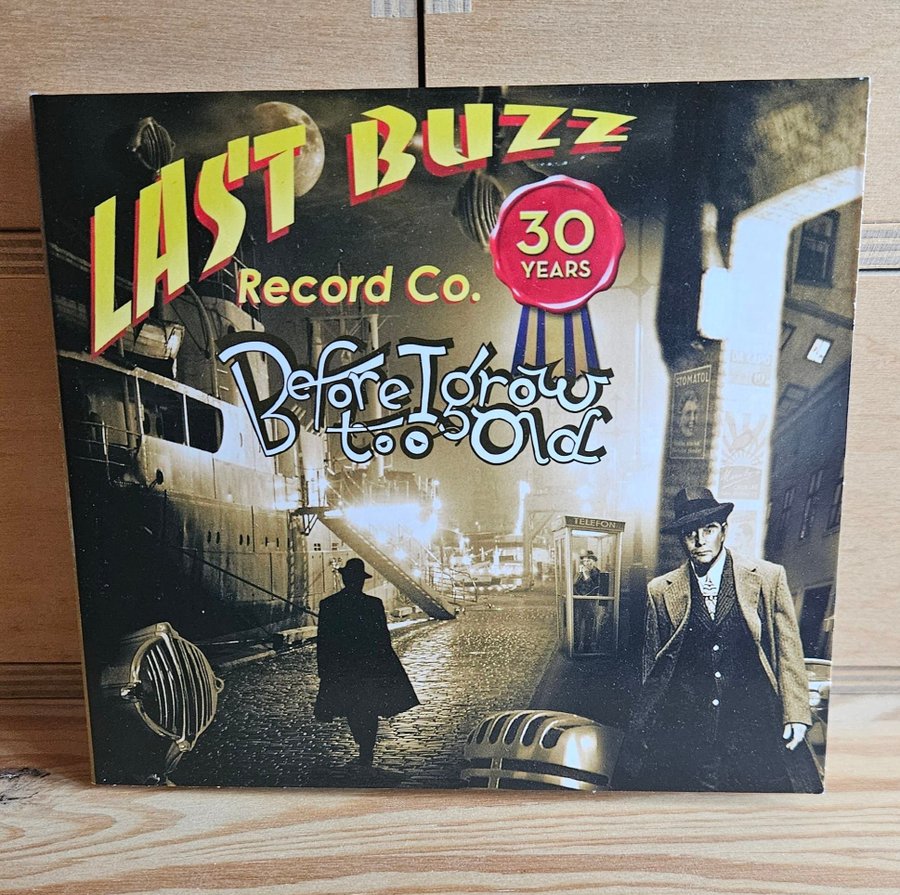 LAST BUZZ
Record Co.
30
YEARS
Before I grow
too Old
STOMATOL
TELEFON